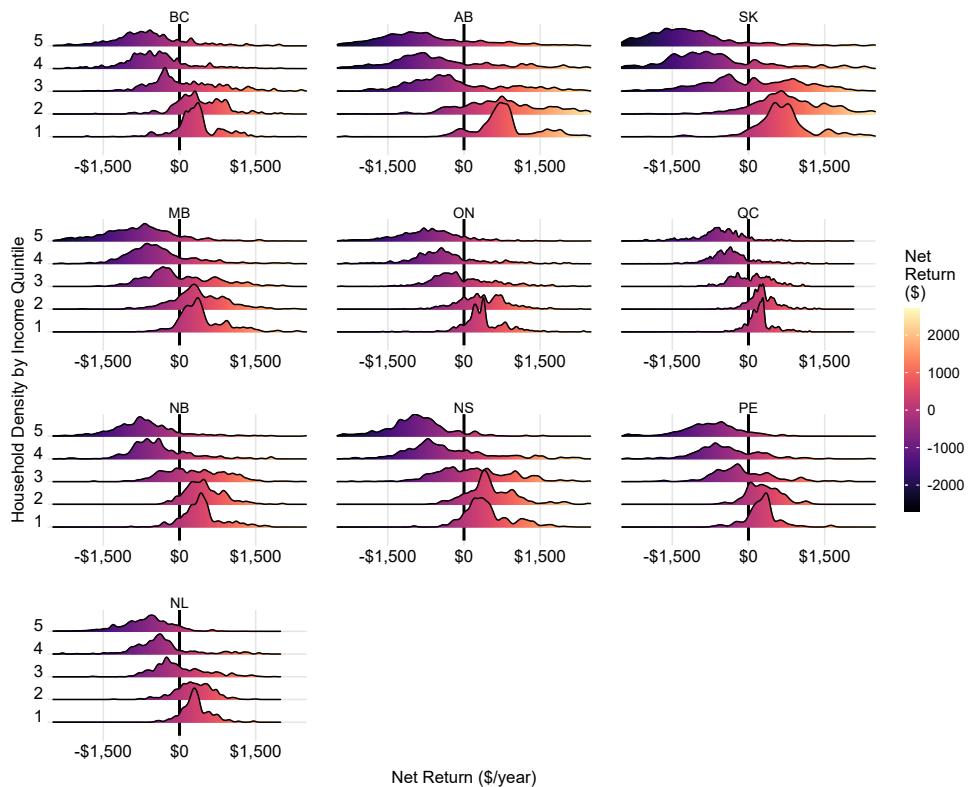 BC
AB
SK
5
4
3
2
1
-$1,500 $0 $1,500
-$1,500 $0 $1,500
-$1,500 $0 $1,500
MB
ON
QC
5
4
3
2
1
-$1,500 $0 $1,500
-$1,500 $0 $1,500
-$1,500 $0 $1,500
NB
NS
PE
5
4
3
2
1
-$1,500 $0 $1,500
-$1,500 $0 $1,500
-$1,500 $0 $1,500
NL
5
4
3
2
1
-$1,500 $0 $1,500
Household Density by Income Quintile
Net Return ($/year)
Net
Return
($)
2000
1000
0
-1000
-2000